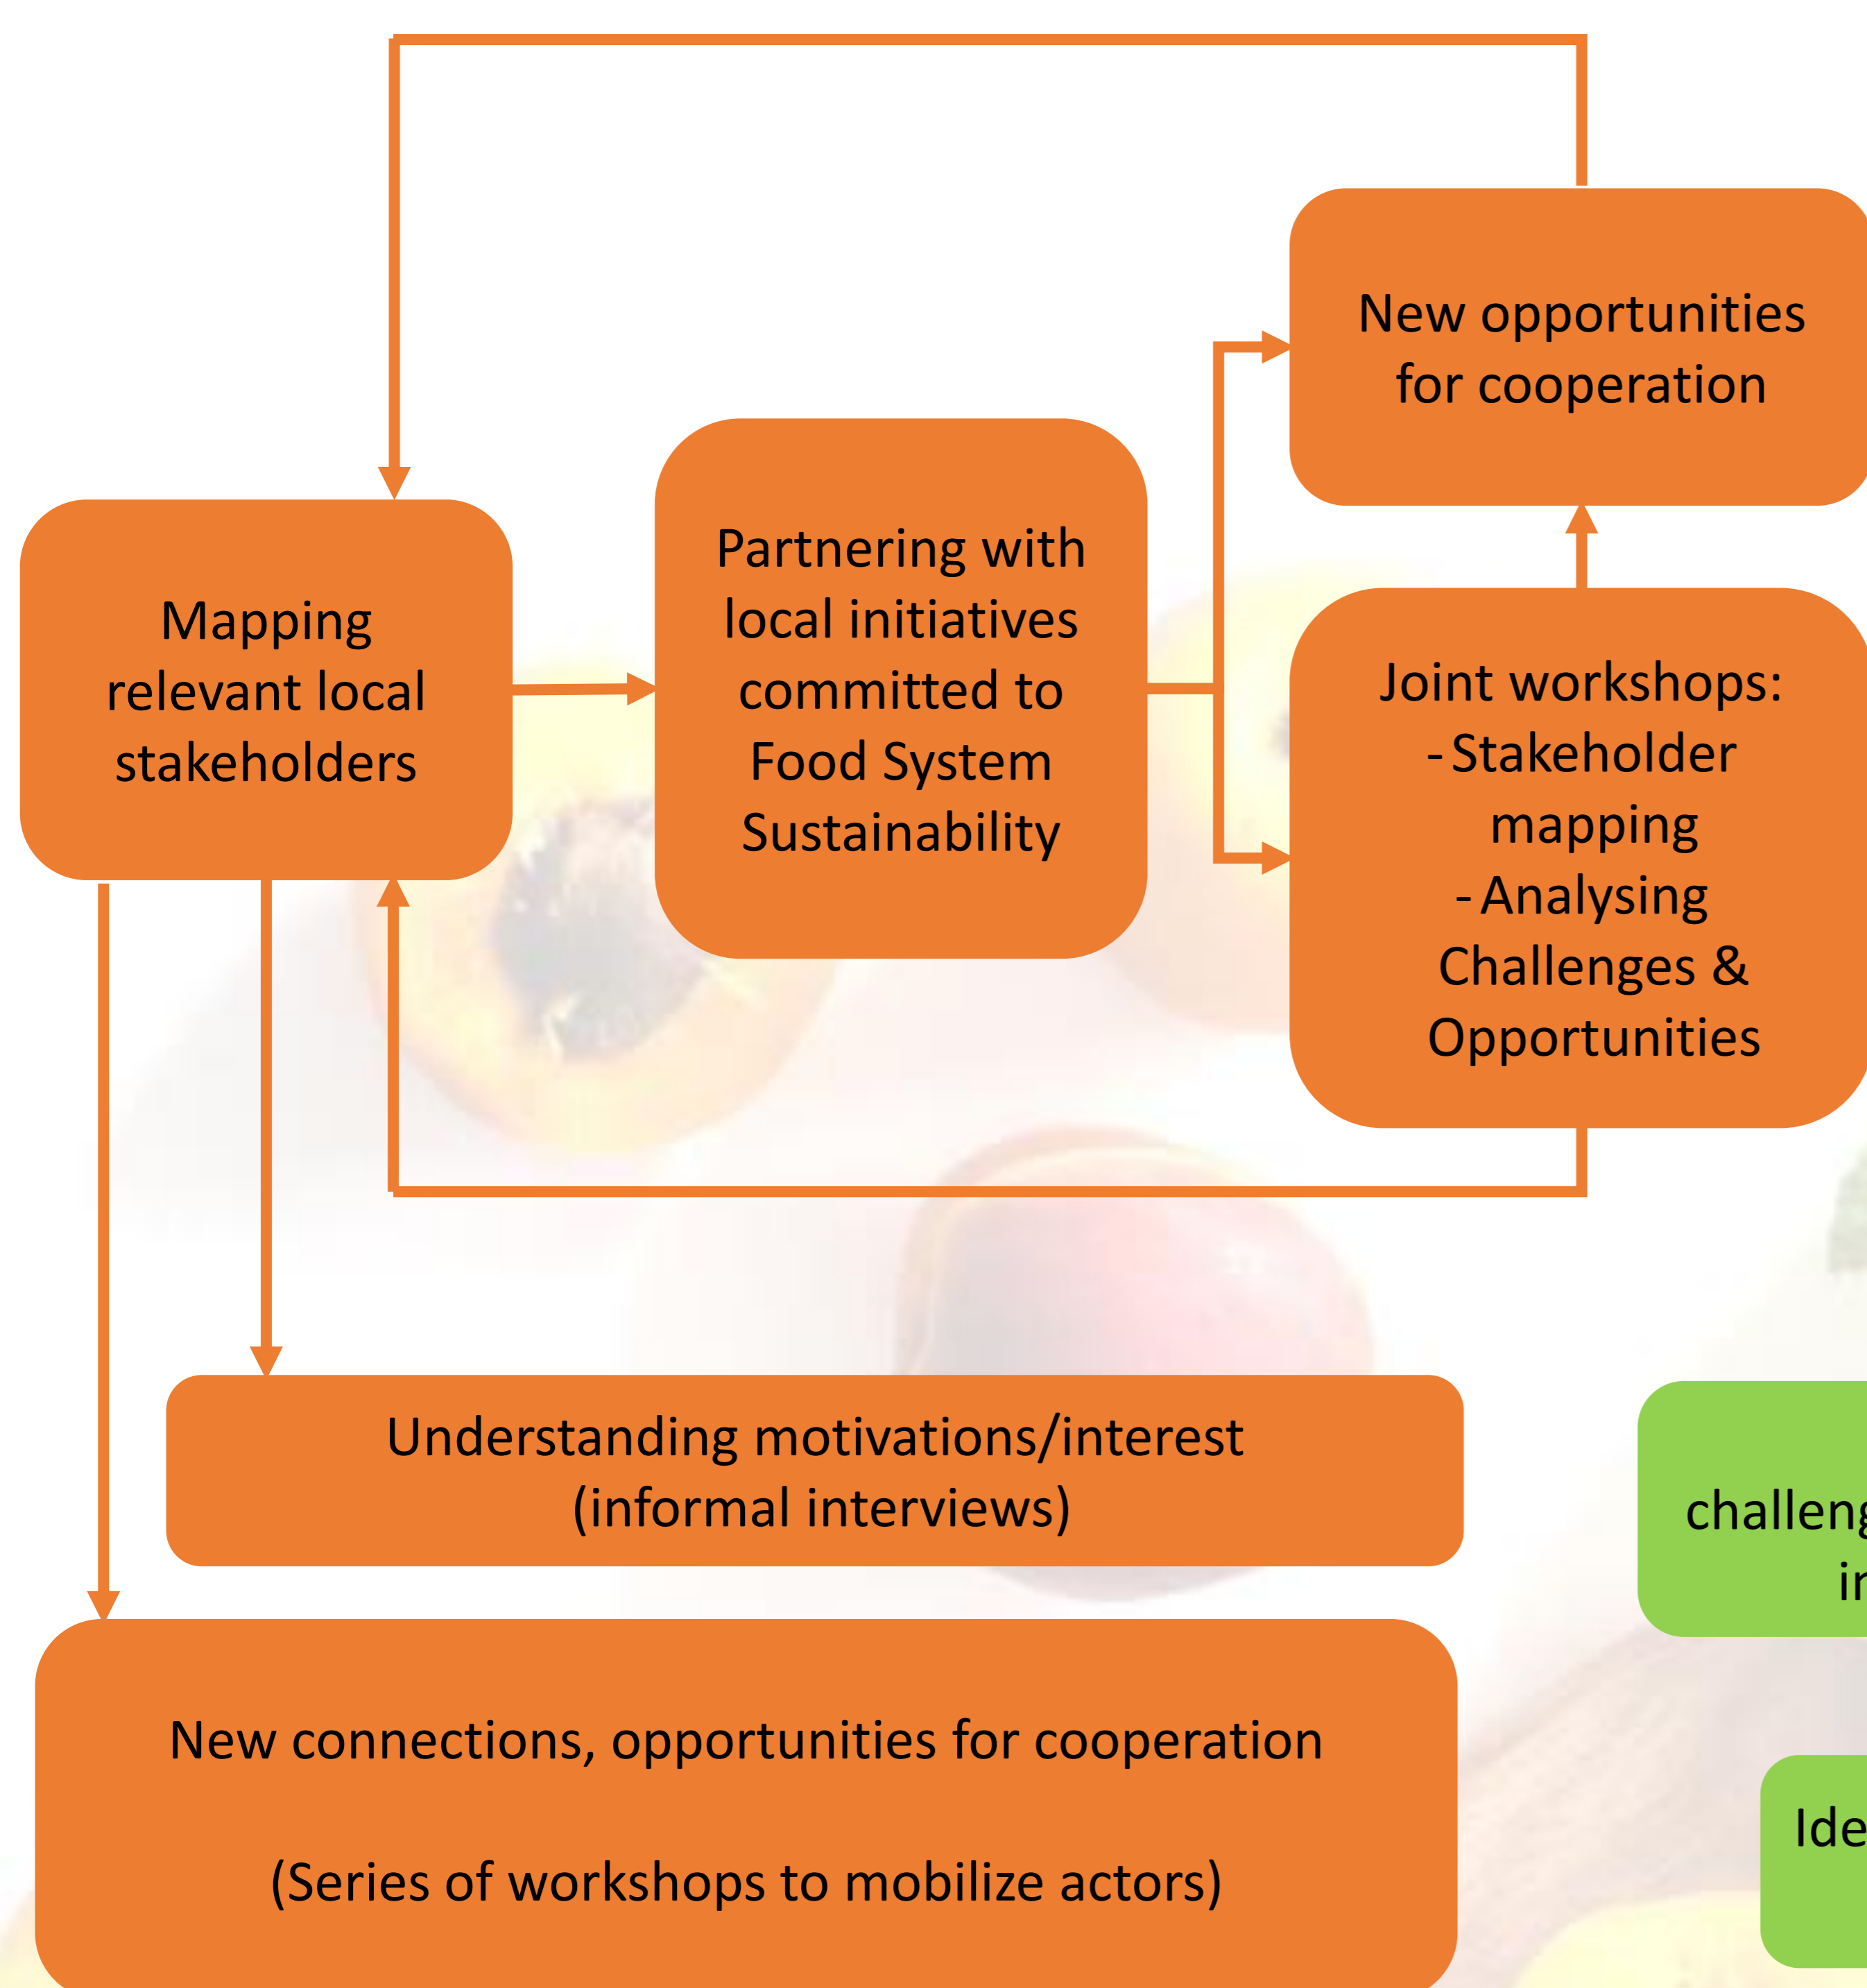 New opportunities
for cooperation
Mapping
relevant local
stakeholders
Partnering with
local initiatives
committed to
Food System
Sustainability
Joint workshops:
- Stakeholder
mapping
- Analysing
Challenges &
Opportunities
Understanding motivations/interest
(informal interviews)
New connections, opportunities for cooperation
(Series of workshops to mobilize actors)